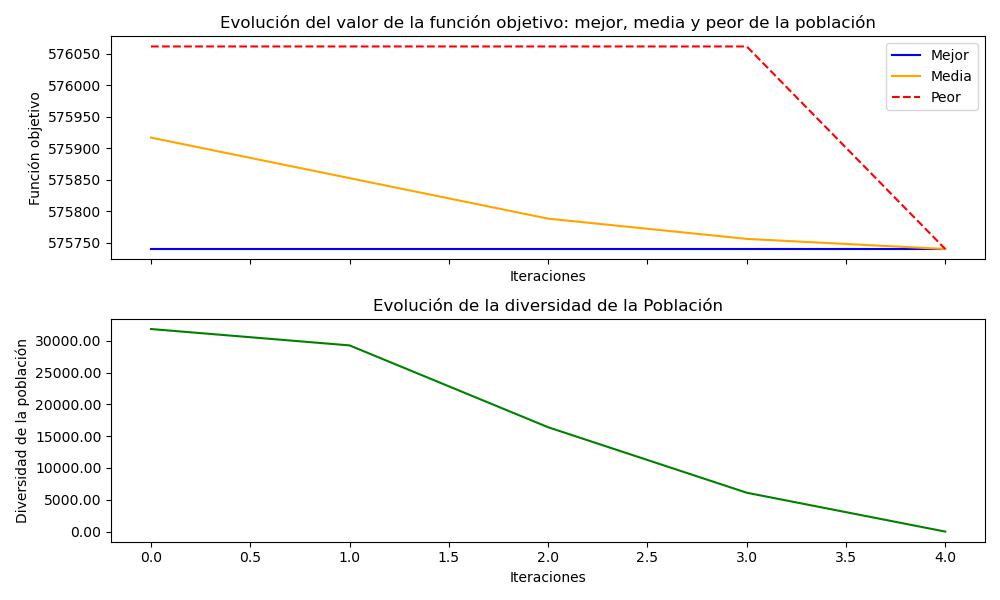 Evolución del valor de la función objetivo: mejor, media y peor de la población
Función objetivo
576050
576000
575950
575900
575850
575800
575750
Mejor
Media
Peor
Iteraciones
Evolución de la diversidad de la Población
Diversidad de la población
30000.00
25000.00
20000.00
15000.00
10000.00
5000.00
0.00
0.0 0.5 1.0 1.5 2.0 2.5 3.0 3.5 4.0
Iteraciones